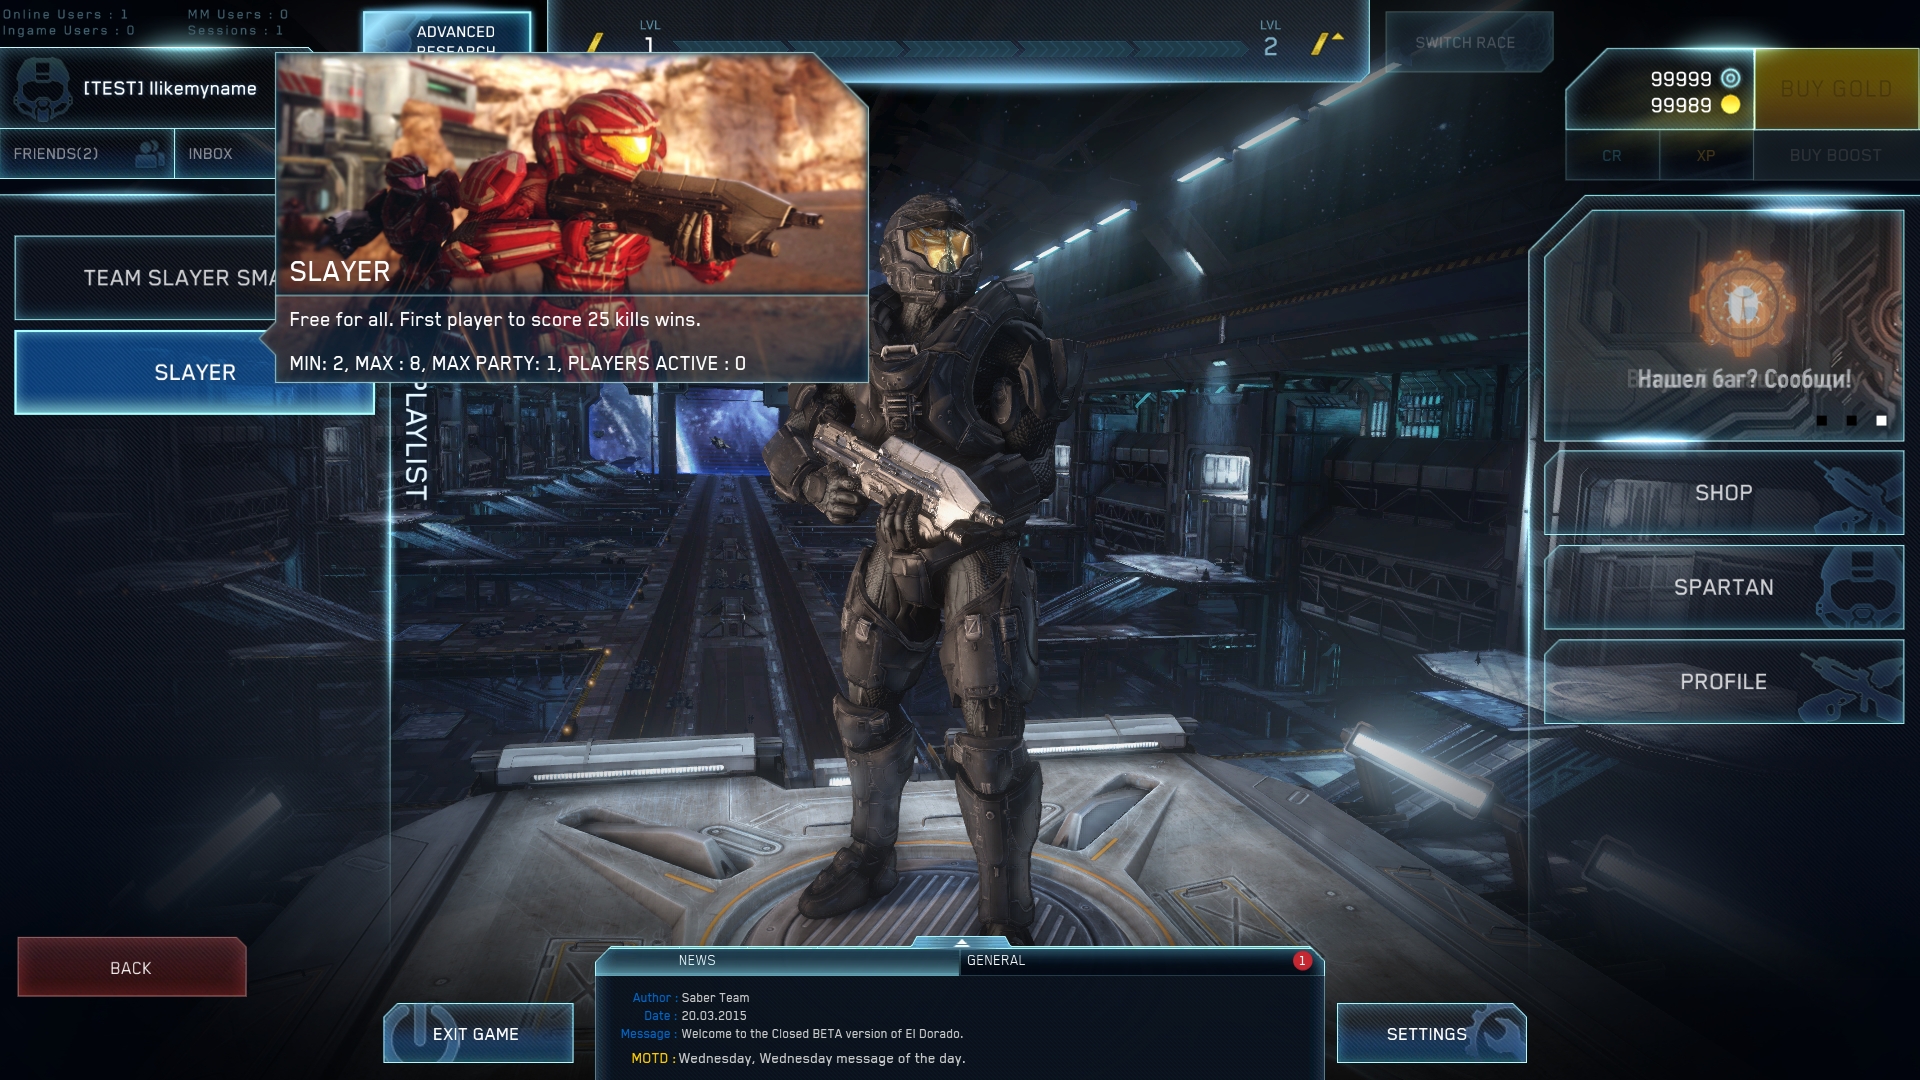 Online Users : 1
MM Users : 0
Ingame Users : 0
Sessions : 1
ADVANCED
RESEARCH
LVL
1
LVL
2
SWITCH RACE
[TEST] IIikemyname
FRIENDS(2)
INBOX
99999
99989
BUY GOLD
CR
XP
BUY BOOST
TEAM SLAYER SMA
SLAYER
SLAYER
Free for all. First player to score 25 kills wins.
MIN: 2, MAX : 8, MAX PARTY: 1, PLAYERS ACTIVE : 0
PLAYLIST
Нашел баг? Сообщи!
SHOP
SPARTAN
PROFILE
BACK
EXIT GAME
NEWS
GENERAL
1
Author : Saber Team
Date : 20.03.2015
Message : Welcome to the Closed BETA version of El Dorado.
MOTD : Wednesday, Wednesday message of the day.
SETTINGS